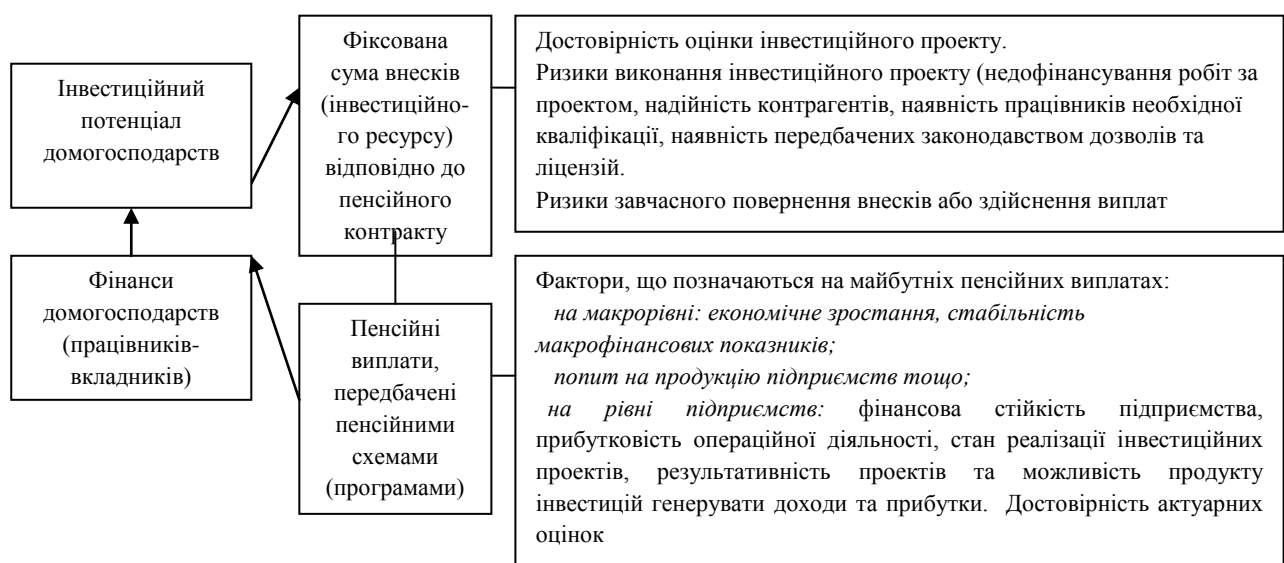 Інвестиційний
потенціал
домогосподарств
Фіксована
сума внесків
(інвестиційно-
го ресурсу)
відповідно до
пенсійного
контракту
Достовірність оцінки інвестиційного проекту.
Ризики виконання інвестиційного проекту (недофінансування робіт за
проектом, надійність контрагентів, наявність працівників необхідної
кваліфікації, наявність передбачених законодавством дозволів та
ліцензій.
Ризики завчасного повернення внесків або здійснення виплат
Фінанси
домогосподарств
(працівників-
вкладників)
Пенсійні
виплати,
передбачені
пенсійними
схемами
(програмами)
Фактори, що позначаються на майбутніх пенсійних виплатах:
на макрорівні: економічне зростання, стабільність
макрофінансових показників;
попит на продукцію підприємств тощо;
на рівні підприємств: фінансова стійкість підприємства,
прибутковість операційної діяльності, стан реалізації інвестиційних
проектів, результативність проектів та можливість продукту
інвестицій генерувати доходи та прибутки. Достовірність актуарних
оцінок